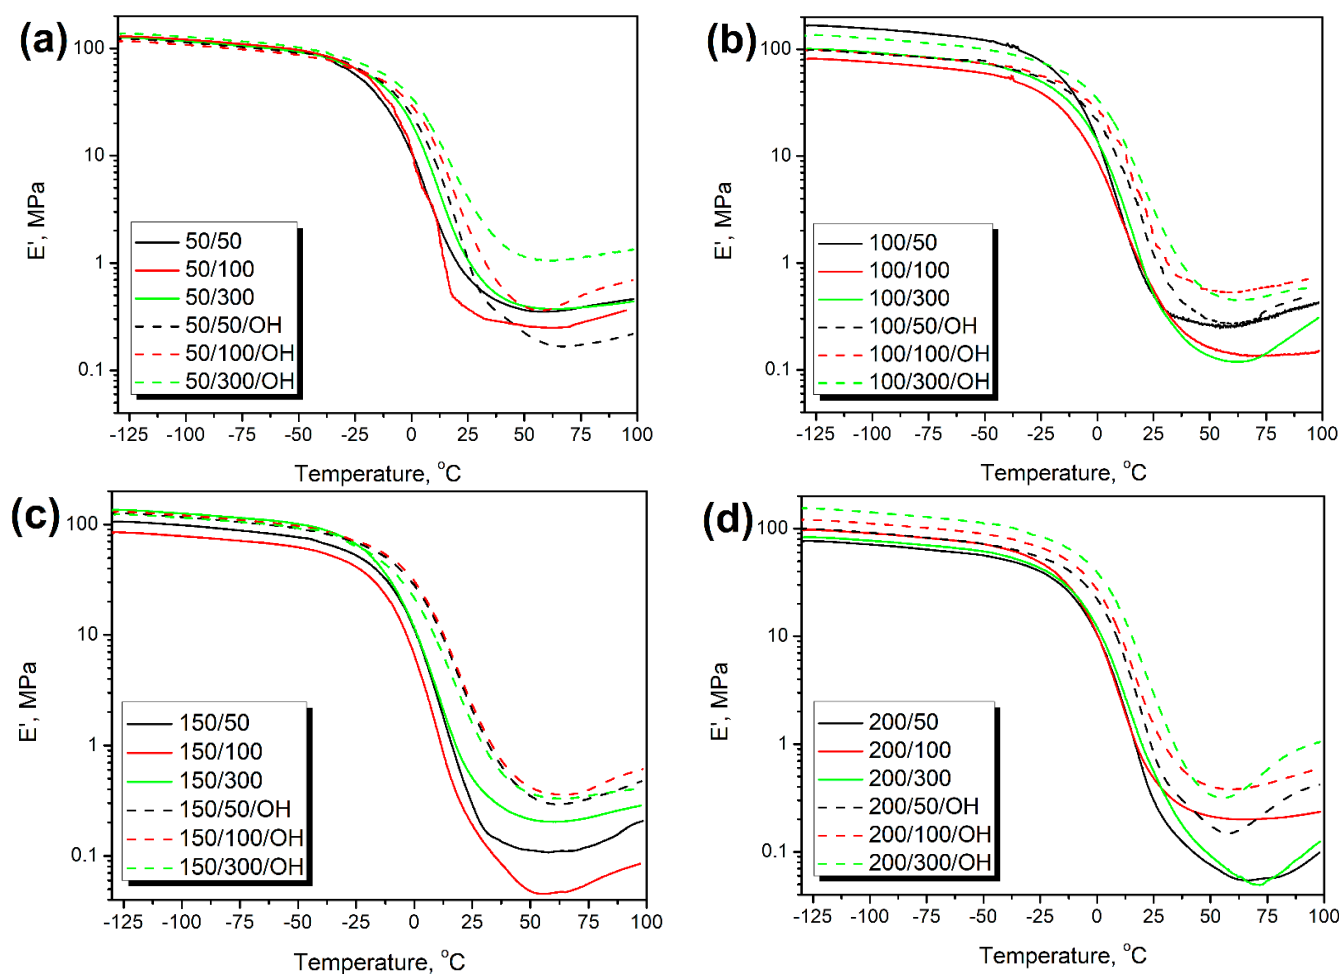 (a)
E', MPa
100
10
1
0.1
50/50
50/100
50/300
50/50/OH
50/100/OH
50/300/OH
-125 -100 -75 -50 -25 0 25 50 75 100
Temperature, °C
(b)
E', MPa
100
10
1
0.1
100/50
100/100
100/300
100/50/OH
100/100/OH
100/300/OH
-125 -100 -75 -50 -25 0 25 50 75 100
Temperature, °C
(c)
E', MPa
100
10
1
0.1
150/50
150/100
150/300
150/50/OH
150/100/OH
150/300/OH
-125 -100 -75 -50 -25 0 25 50 75 100
Temperature, °C
(d)
E', MPa
100
10
1
0.1
200/50
200/100
200/300
200/50/OH
200/100/OH
200/300/OH
-125 -100 -75 -50 -25 0 25 50 75 100
Temperature, °C